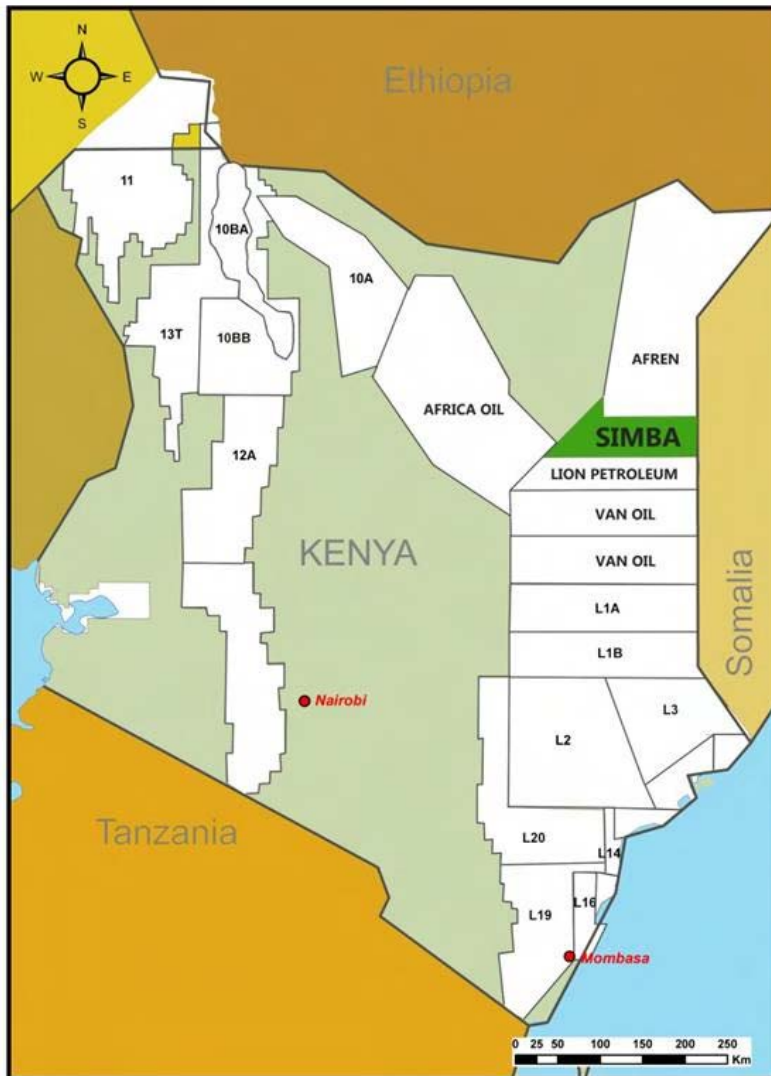 N
W E
S
Ethiopia
11
10BA
10A
13T
10BB
AFREN
AFRICA OIL
SIMBA
12A
LION PETROLEUM
VAN OIL
KENYA
VAN OIL
Somalia
L1A
L1B
Nairobi
L3
L2
Tanzania
L20
L14
L19
L16
Mombasa
0 25 50 100 150 200 250
Km